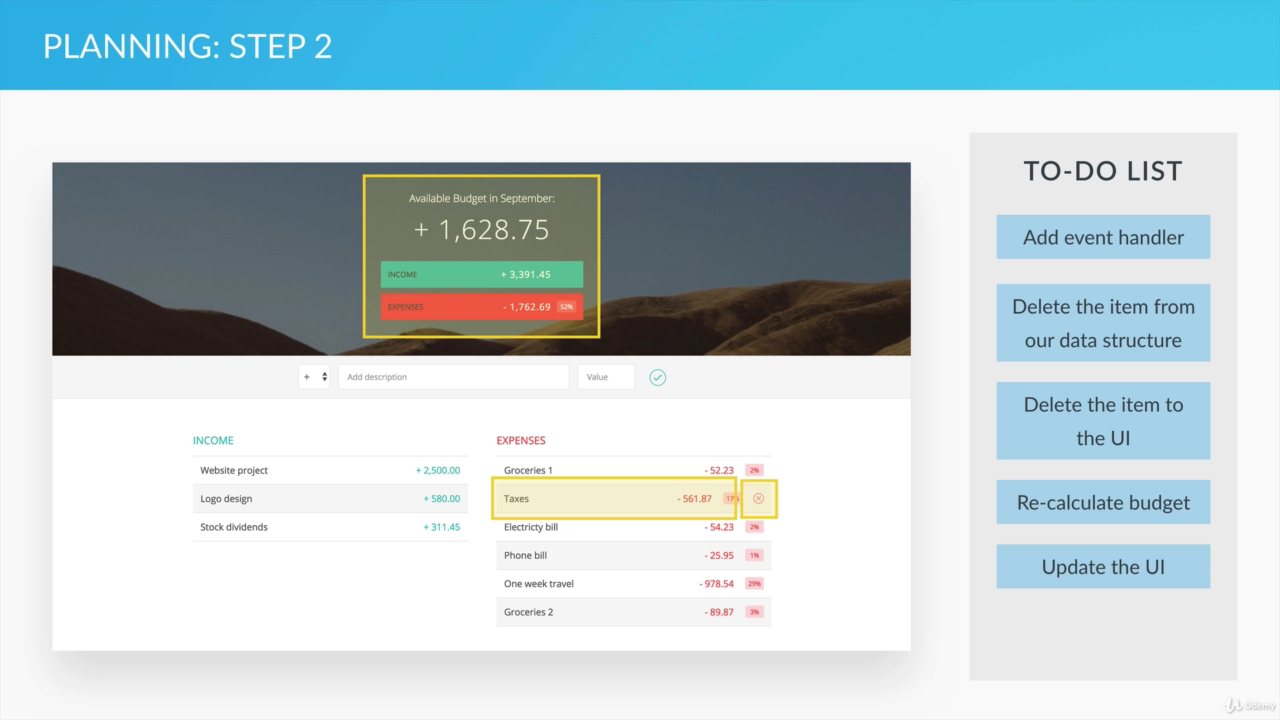 PLANNING: STEP 2
Available Budget in September:
+ 1,628.75
INCOME + 3,391.45
EXPENSES - 1,762.69 52%
+ Add description Value
INCOME
Website project + 2,500.00
Logo design + 580.00
Stock dividends + 311.45
EXPENSES
Groceries 1 - 52.23 2%
Taxes - 561.87 17%
Electricty bill - 54.23 2%
Phone bill - 25.95 1%
One week travel - 978.54 29%
Groceries 2 - 89.87 3%
TO-DO LIST
Add event handler
Delete the item from
our data structure
Delete the item to
the UI
Re-calculate budget
Update the UI
Udemy